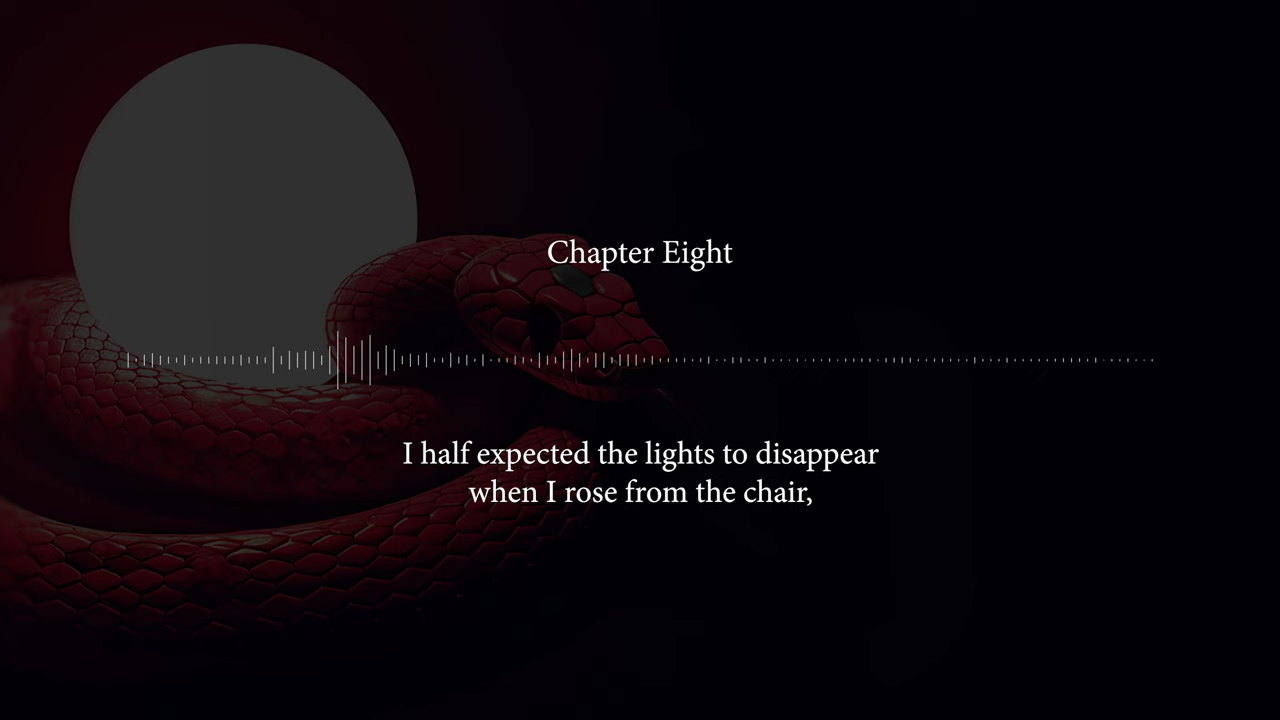 Chapter Eight
I half expected the lights to disappear
when I rose from the chair,